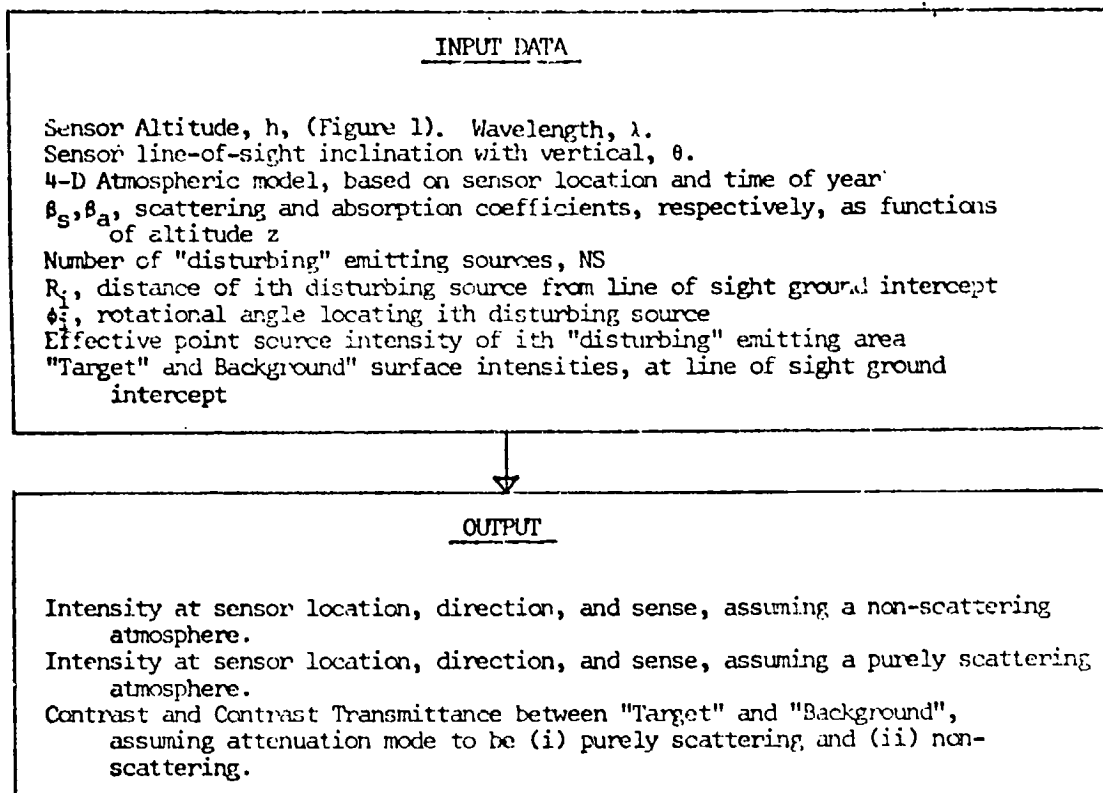 INPUT DATA
Sensor Altitude, h, (Figure 1). Wavelength, λ.
Sensor line-of-sight inclination with vertical, θ.
4-D Atmospheric model, based on sensor location and time of year
βs,βa, scattering and absorption coefficients, respectively, as functions
of altitude z
Number of "disturbing" emitting sources, NS
Ri, distance of ith disturbing source from line of sight ground intercept
ϕi, rotational angle locating ith disturbing source
Effective point source intensity of ith "disturbing" emitting area
"Target" and Background" surface intensities, at line of sight ground
intercept
OUTPUT
Intensity at sensor location, direction, and sense, assuming a non-scattering
atmosphere.
Intensity at sensor location, direction, and sense, assuming a purely scattering
atmosphere.
Contrast and Contrast Transmittance between "Target" and "Background",
assuming attenuation mode to be (i) purely scattering and (ii) non-
scattering.